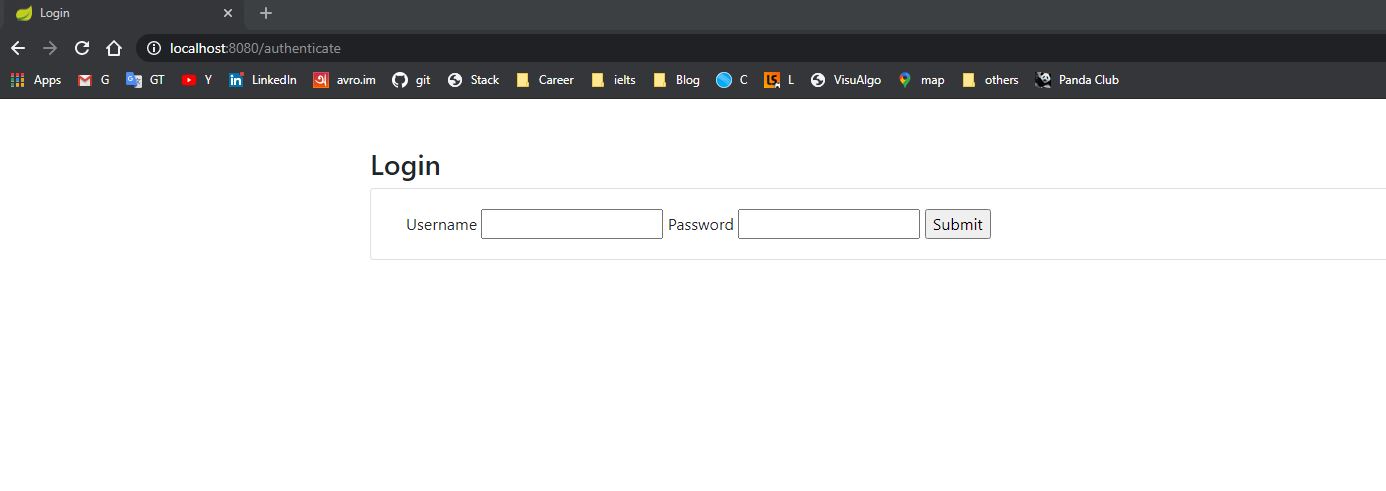 Login
localhost:8080/authenticate
Apps G GT Y LinkedIn avro.im git Stack Career ielts Blog C L VisuAlgo map others Panda Club
Login
Username Password Submit